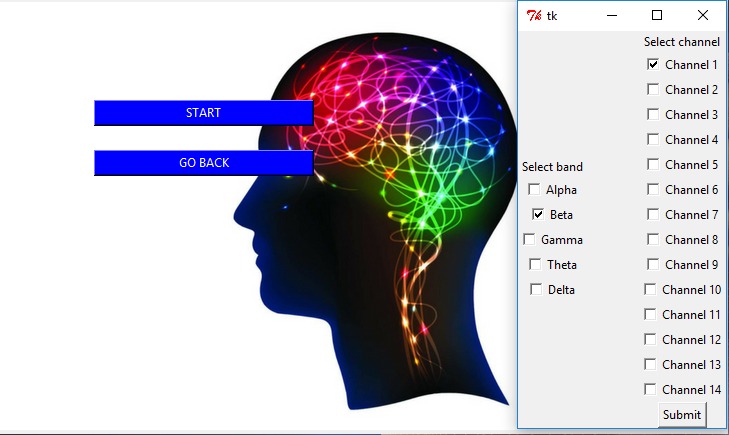 START
GO BACK
tk
Select channel
Channel 1
Channel 2
Channel 3
Channel 4
Channel 5
Channel 6
Channel 7
Channel 8
Channel 9
Channel 10
Channel 11
Channel 12
Channel 13
Channel 14
Submit
Select band
Alpha
Beta
Gamma
Theta
Delta